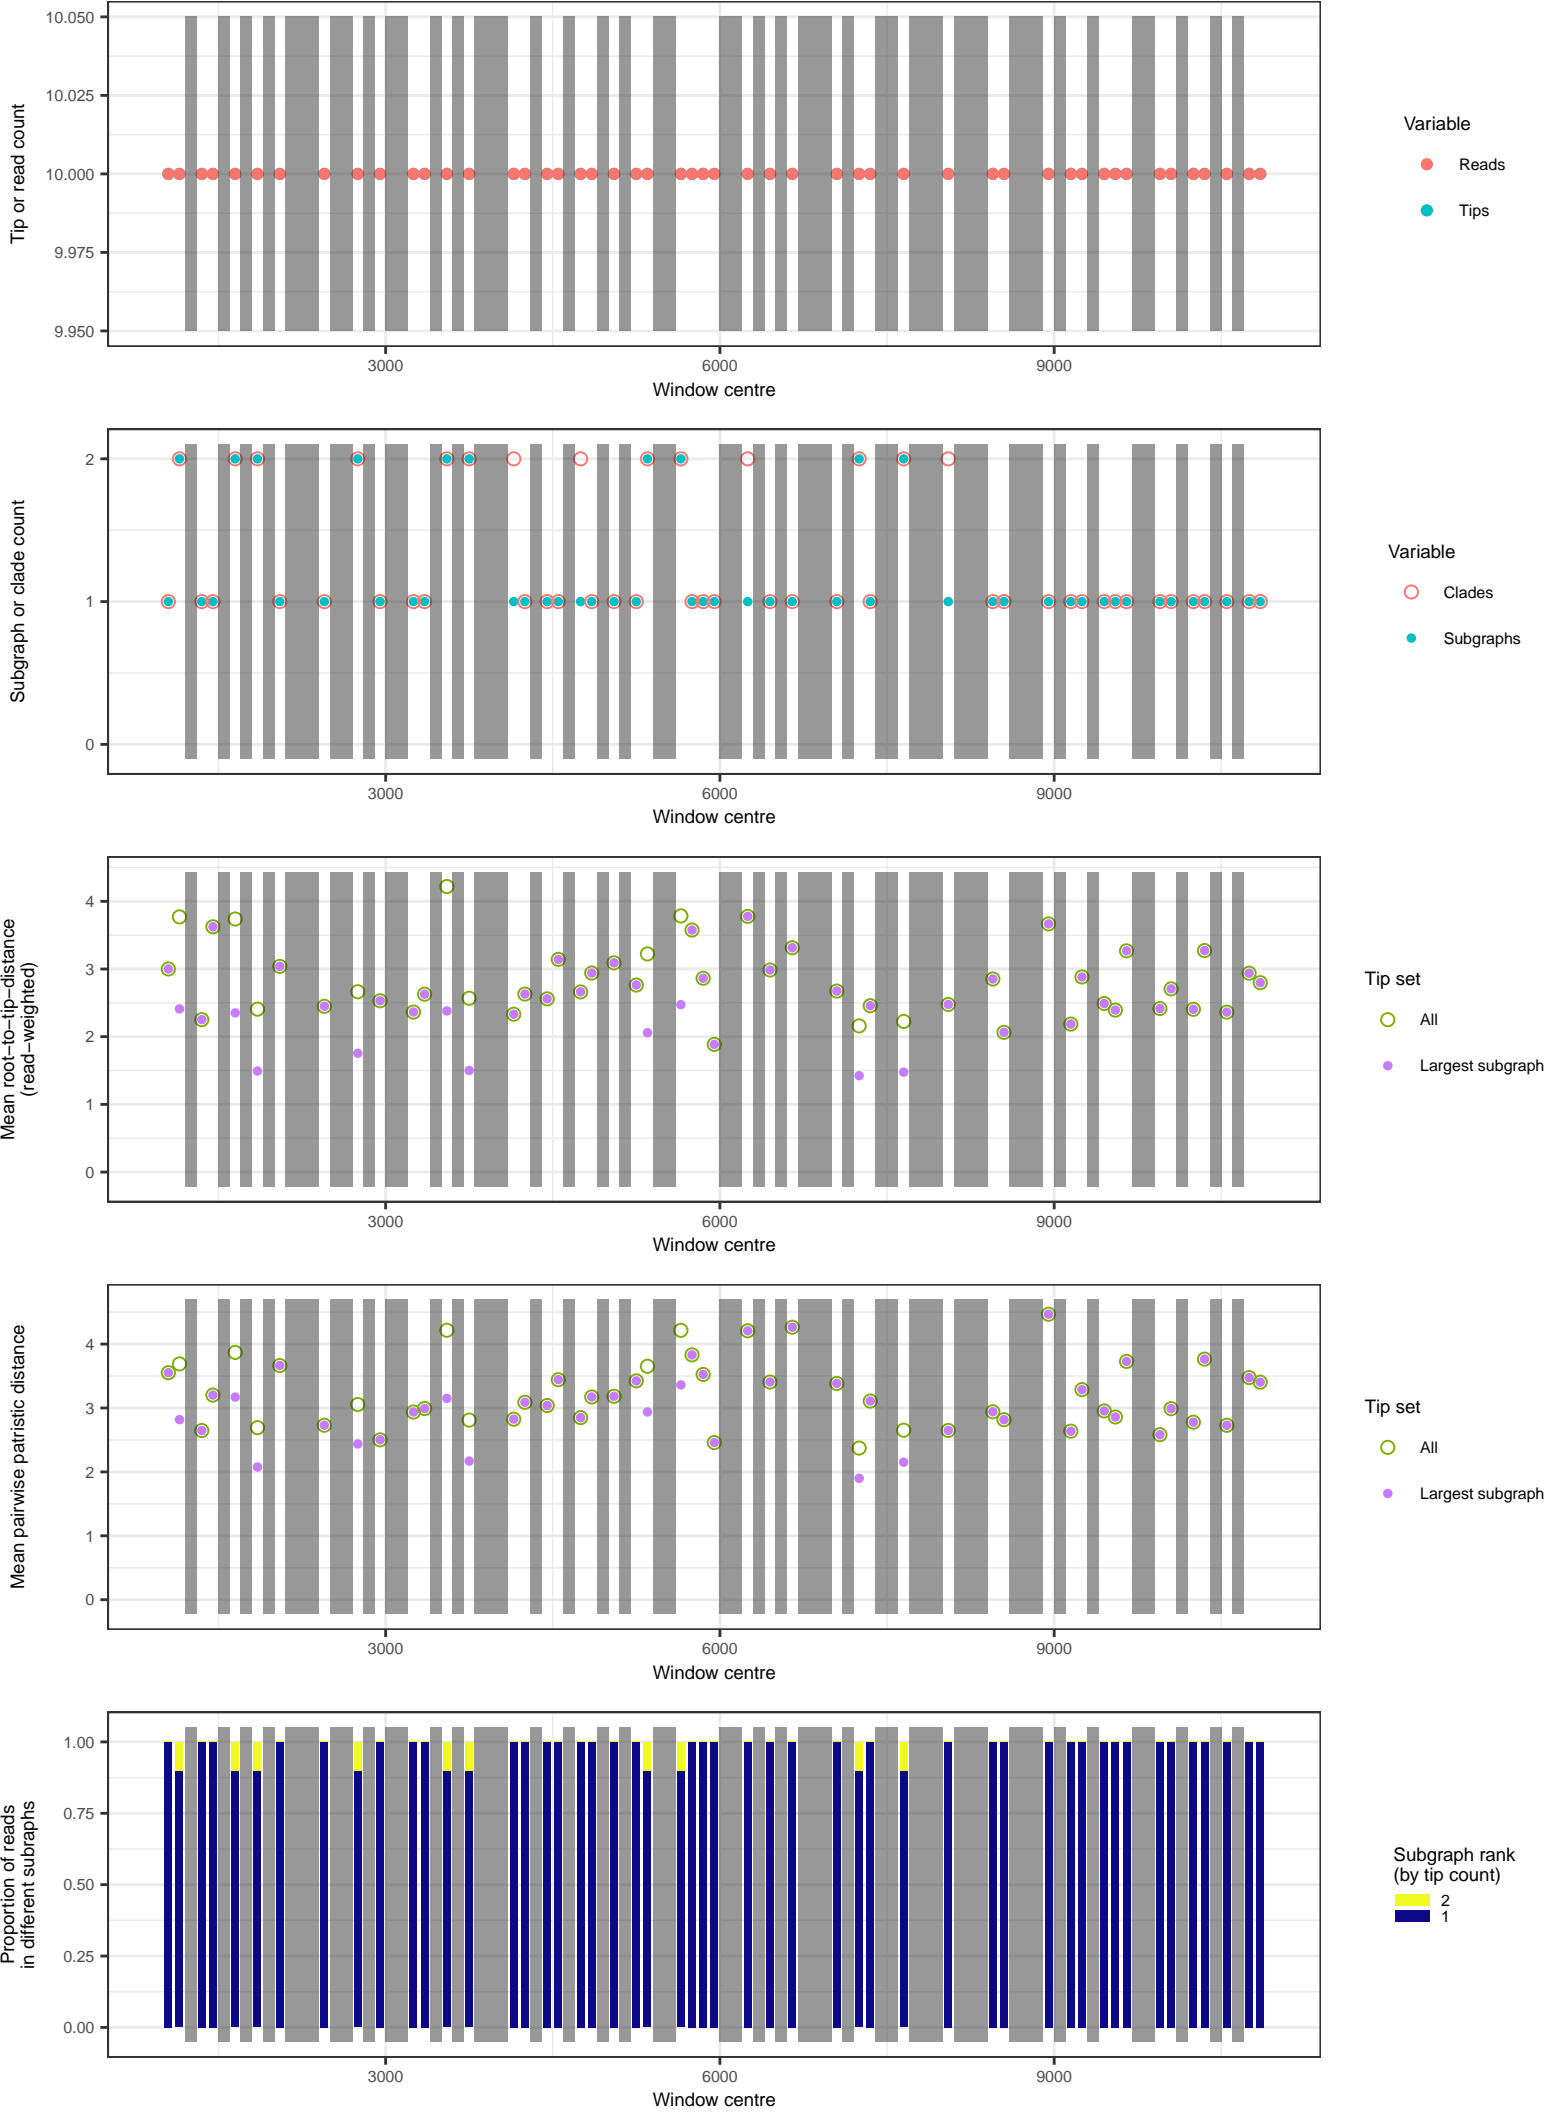 10.050
10.025
10.000
9.975
9.950
Tip or read count
3000 6000 9000
Window centre
Variable
Reads
Tips
2
1
0
Subgraph or clade count
3000 6000 9000
Window centre
Variable
Clades
Subgraphs
4
3
2
1
0
Mean root−to−tip−distance
(read−weighted)
3000 6000 9000
Window centre
Tip set
All
Largest subgraph
4
3
2
1
0
Mean pairwise patristic distance
3000 6000 9000
Window centre
Tip set
All
Largest subgraph
1.00
0.75
0.50
0.25
0.00
Proportion of reads
in different subraphs
3000 6000 9000
Window centre
Subgraph rank
(by tip count)
2
1